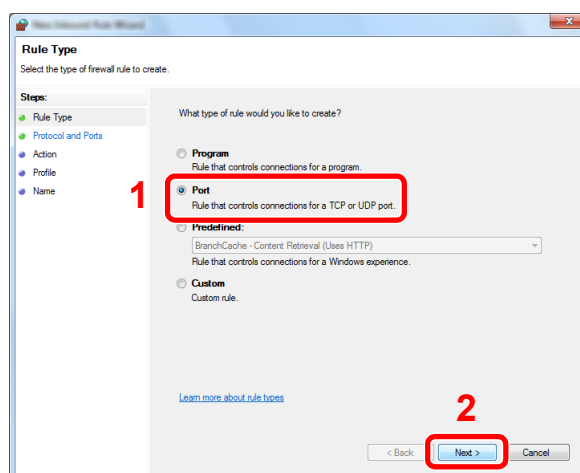 Rule Type
Select the type of firewall rule to create.
Steps:
Rule Type
Protocol and Ports
Action
Profile
Name
What type of rule would you like to create?
Program
Rule that controls connections for a program.
1
Port
Rule that controls connections for a TCP or UDP port.
Predefined:
BranchCache - Content Retrieval (Uses HTTP)
Rule that controls connections for a Windows experience.
Custom
Custom rule.
Learn more about rule types
2
< Back
Next >
Cancel